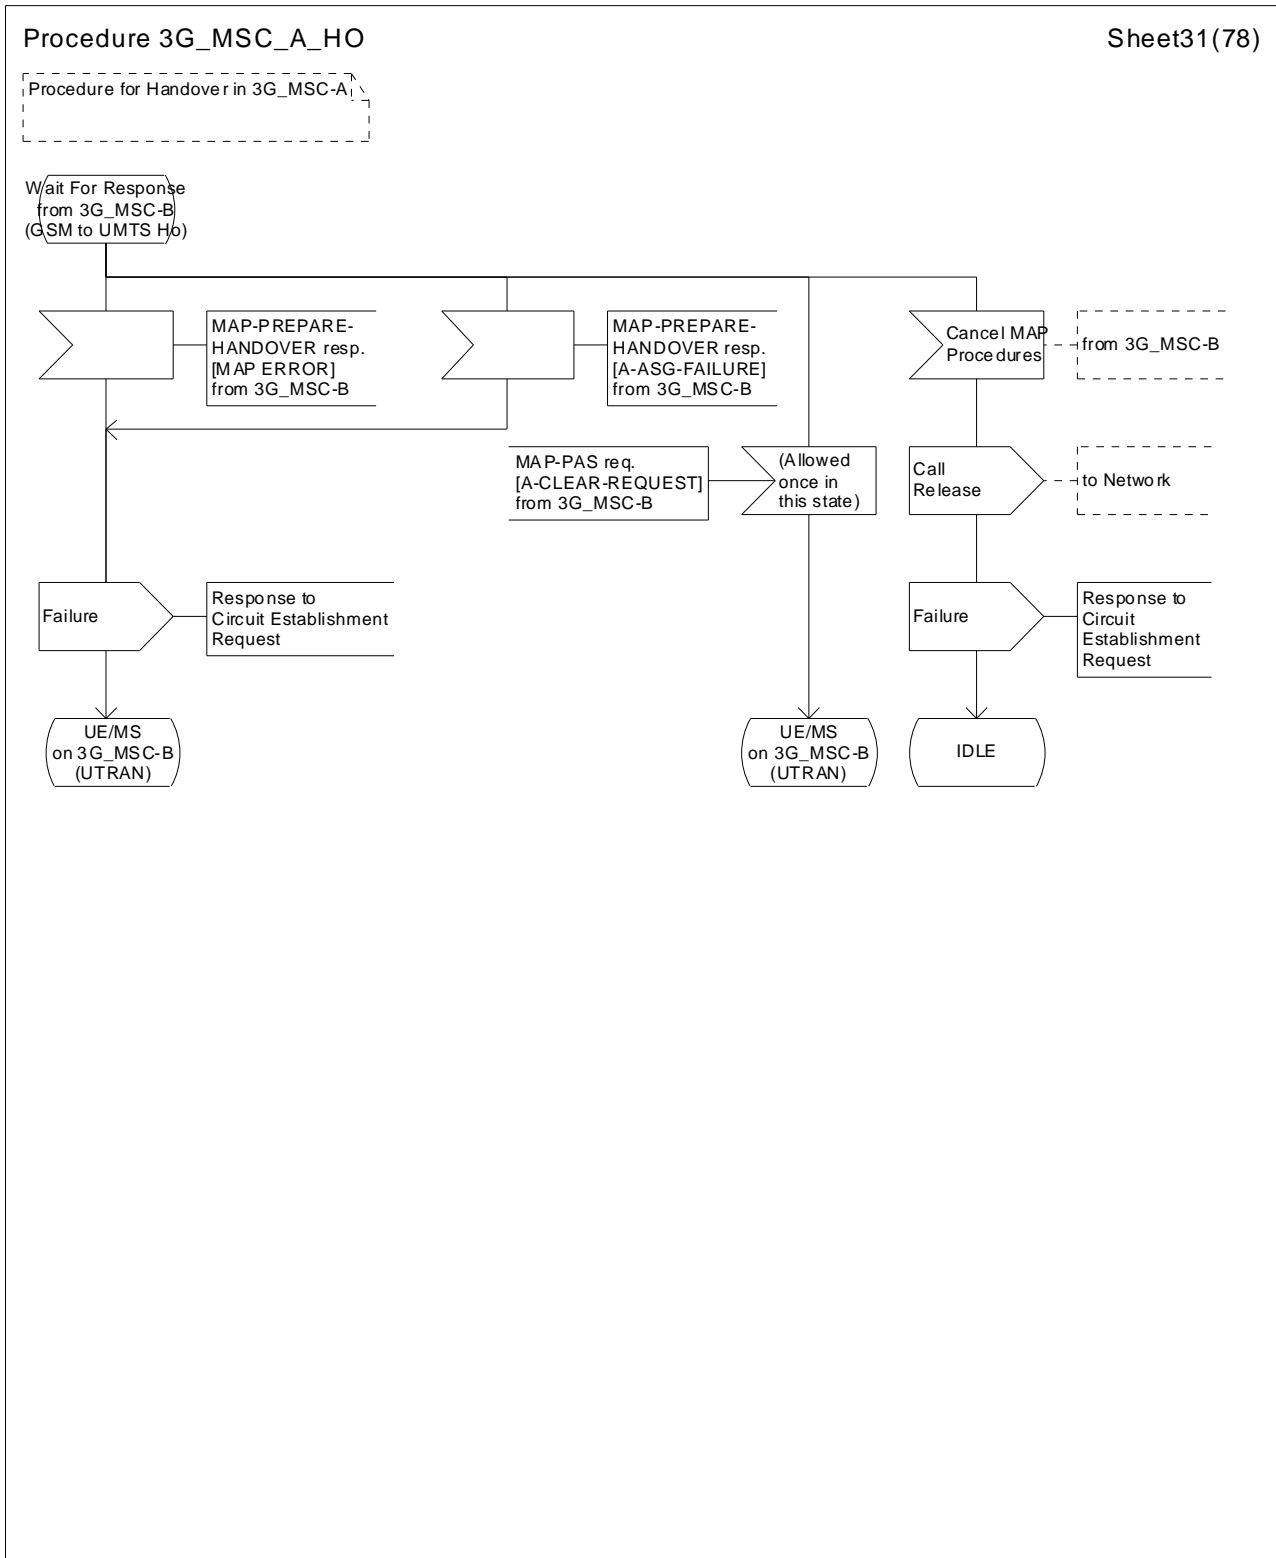 Procedure 3G_MSC_A_HO
Sheet31(78)
Procedure for Handover in 3G_MSC-A
Wait For Response
from 3G_MSC-B
(GSM to UMTS Ho)
MAP-PREPARE-
HANDOVER resp.
[MAP ERROR]
from 3G_MSC-B
MAP-PREPARE-
HANDOVER resp.
[A-ASG-FAILURE]
from 3G_MSC-B
Cancel MAP
Procedures
from 3G_MSC-B
MAP-PAS req.
[A-CLEAR-REQUEST]
from 3G_MSC-B
(Allowed
once in
this state)
Call
Release
to Network
Failure
Response to
Circuit Establishment
Request
Failure
Response to
Circuit
Establishment
Request
UE/MS
on 3G_MSC-B
(UTRAN)
UE/MS
on 3G_MSC-B
(UTRAN)
IDLE